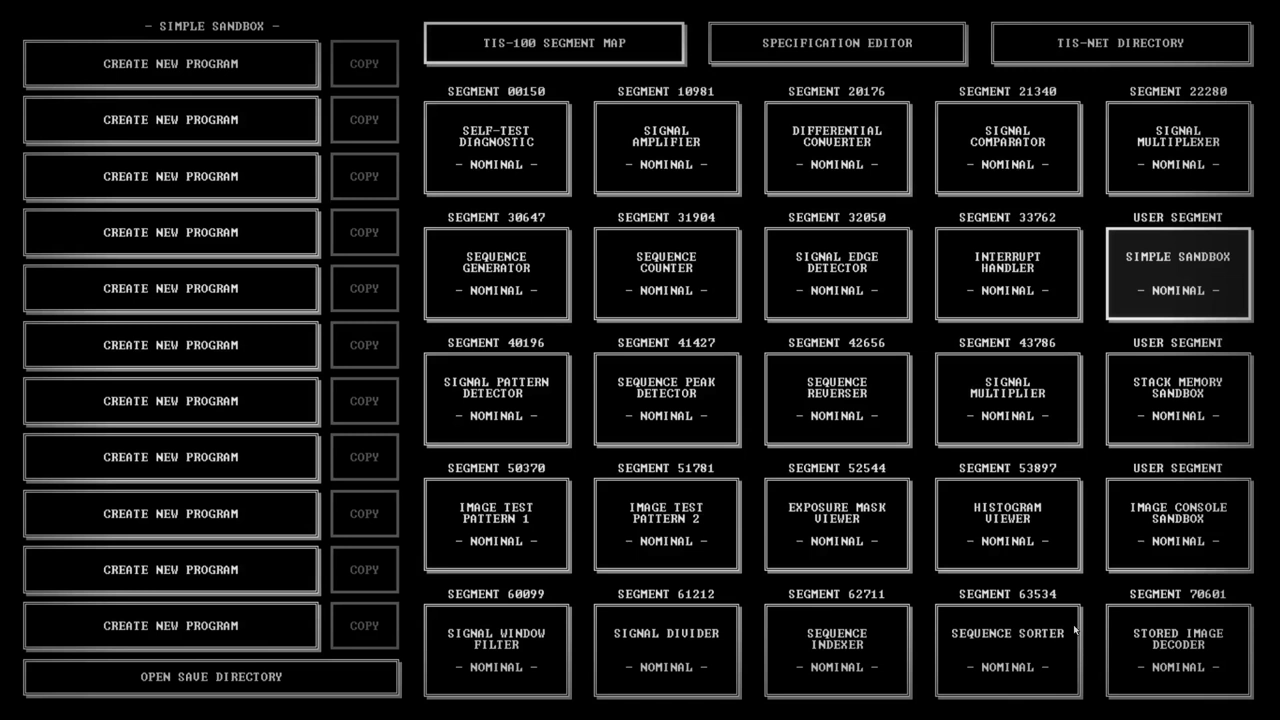 - SIMPLE SANDBOX -
CREATE NEW PROGRAM
COPY
CREATE NEW PROGRAM
COPY
CREATE NEW PROGRAM
COPY
CREATE NEW PROGRAM
COPY
CREATE NEW PROGRAM
COPY
CREATE NEW PROGRAM
COPY
CREATE NEW PROGRAM
COPY
CREATE NEW PROGRAM
COPY
CREATE NEW PROGRAM
COPY
CREATE NEW PROGRAM
COPY
CREATE NEW PROGRAM
COPY
OPEN SAVE DIRECTORY
TIS-100 SEGMENT MAP
SPECIFICATION EDITOR
TIS-NET DIRECTORY
SEGMENT 00150
SELF-TEST
DIAGNOSTIC
- NOMINAL -
SEGMENT 10981
SIGNAL
AMPLIFIER
- NOMINAL -
SEGMENT 20176
DIFFERENTIAL
CONVERTER
- NOMINAL -
SEGMENT 21340
SIGNAL
COMPARATOR
- NOMINAL -
SEGMENT 22280
SIGNAL
MULTIPLEXER
- NOMINAL -
SEGMENT 30647
SEQUENCE
GENERATOR
- NOMINAL -
SEGMENT 31904
SEQUENCE
COUNTER
- NOMINAL -
SEGMENT 32050
SIGNAL EDGE
DETECTOR
- NOMINAL -
SEGMENT 33762
INTERRUPT
HANDLER
- NOMINAL -
USER SEGMENT
SIMPLE SANDBOX
- NOMINAL -
SEGMENT 40196
SIGNAL PATTERN
DETECTOR
- NOMINAL -
SEGMENT 41427
SEQUENCE PEAK
DETECTOR
- NOMINAL -
SEGMENT 42656
SEQUENCE
REVERSER
- NOMINAL -
SEGMENT 43786
SIGNAL
MULTIPLIER
- NOMINAL -
USER SEGMENT
STACK MEMORY
SANDBOX
- NOMINAL -
SEGMENT 50370
IMAGE TEST
PATTERN 1
- NOMINAL -
SEGMENT 51781
IMAGE TEST
PATTERN 2
- NOMINAL -
SEGMENT 52544
EXPOSURE MASK
VIEWER
- NOMINAL -
SEGMENT 53897
HISTOGRAM
VIEWER
- NOMINAL -
USER SEGMENT
IMAGE CONSOLE
SANDBOX
- NOMINAL -
SEGMENT 60099
SIGNAL WINDOW
FILTER
- NOMINAL -
SEGMENT 61212
SIGNAL DIVIDER
- NOMINAL -
SEGMENT 62711
SEQUENCE
INDEXER
- NOMINAL -
SEGMENT 63534
SEQUENCE SORTER
- NOMINAL -
SEGMENT 70601
STORED IMAGE
DECODER
- NOMINAL -